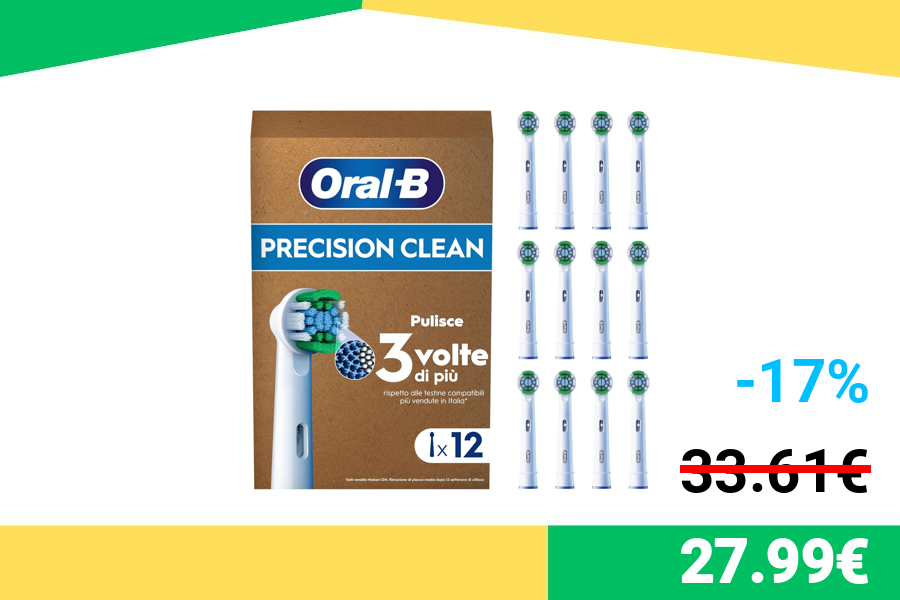 Oral-B
PRECISION CLEAN
Pulisce
3 volte
di più
rispetto alle testine compatibili
più vendute in Italia*
x12
-17%
33.61€
27.99€